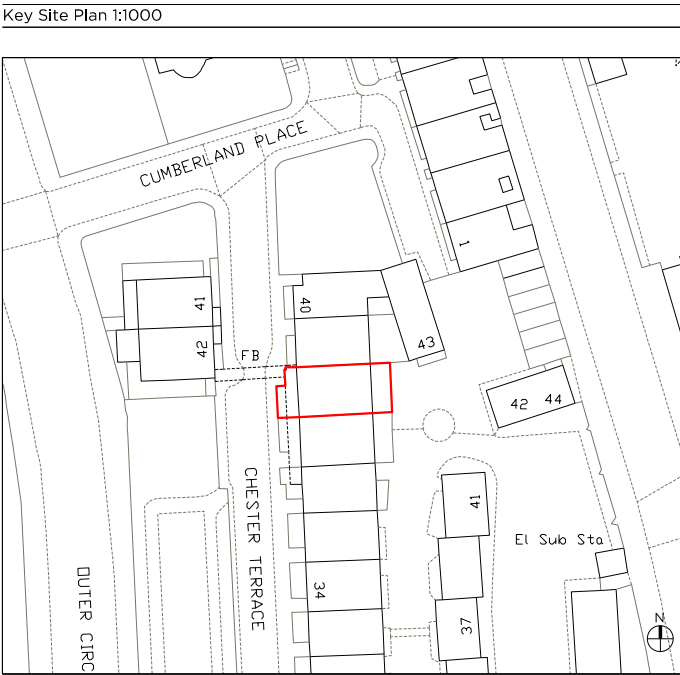 Key Site Plan 1:1000
CUMBERLAND PLACE
1
41
40
42
FB
43
42 44
CHESTER TERRACE
41
El Sub Sta
OUTER CIRC
34
37
N